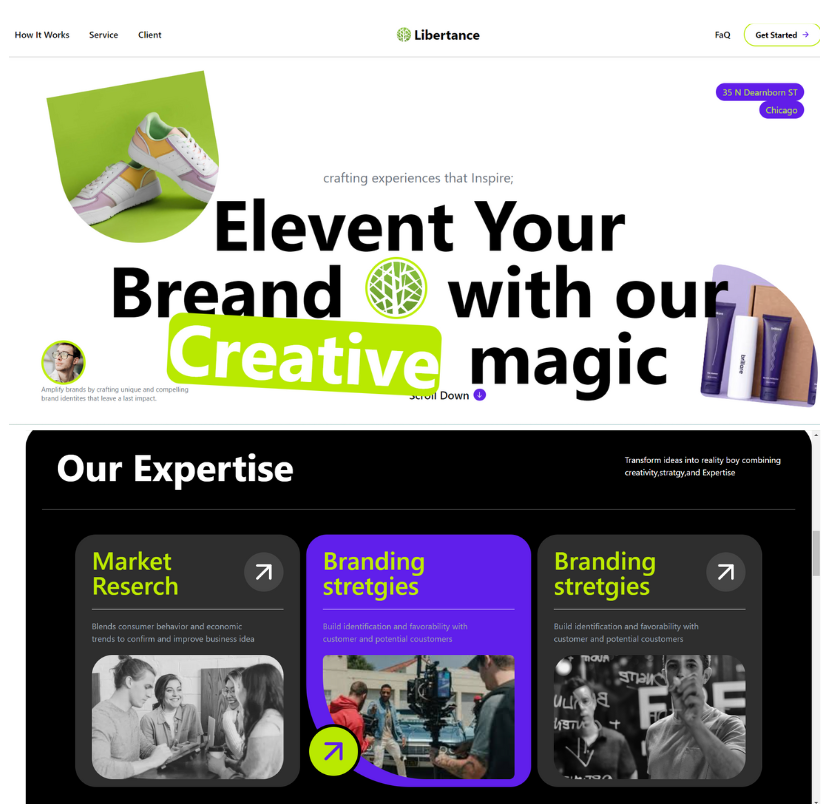 How It Works Service Client Libertance FaQ Get Started
35 N Dearnborn ST
Chicago
crafting experiences that Inspire;
Elevent Your
Breand with our
Creative magic
Amplify brands by crafting unique and compelling
brand identites that leave a last impact.
Scroll Down
Our Expertise
Transform ideas into reality boy combining
creativity,stratgy,and Expertise
Market
Reserch
Blends consumer behavior and economic
trends to confirm and improve business idea
Branding
stretgies
Build identification and favorability with
customer and potential coustomers
Branding
stretgies
Build identification and favorability with
customer and potential coustomers